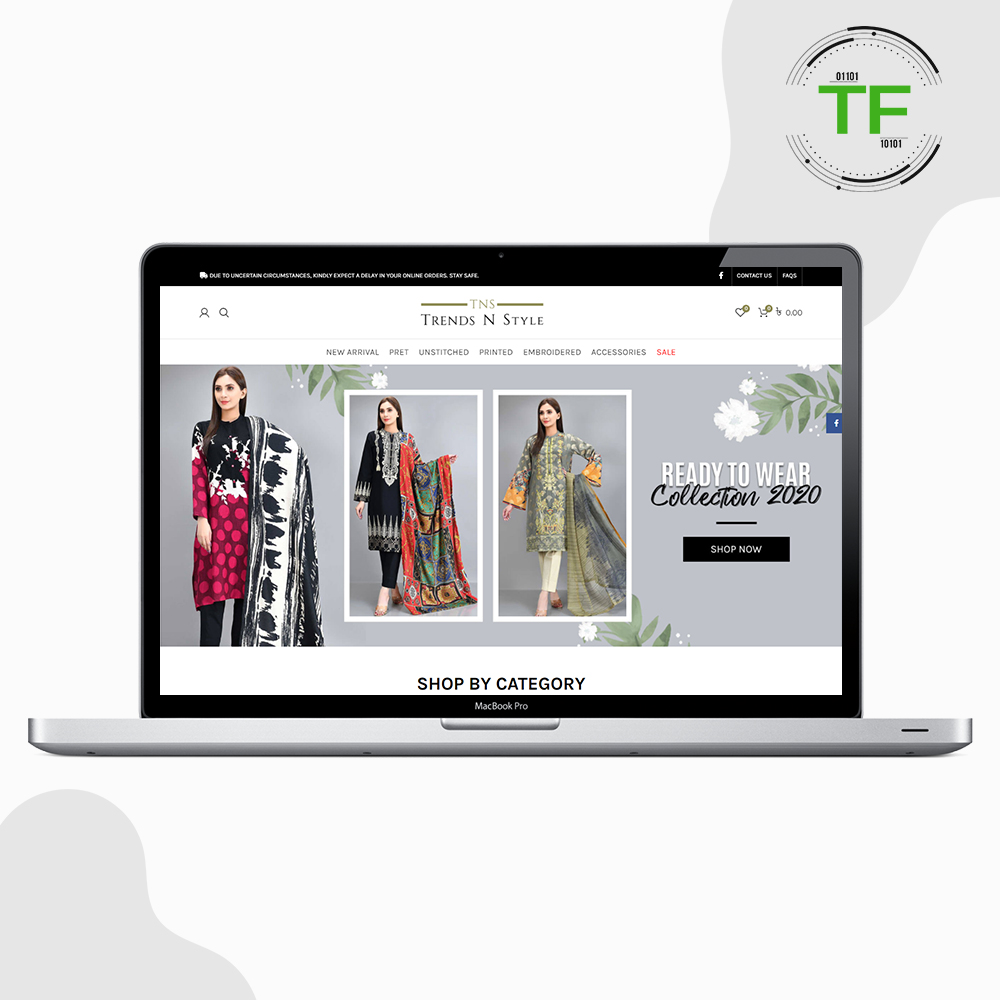 01101
TF
10101
DUE TO UNCERTAIN CIRCUMSTANCES, KINDLY EXPECT A DELAY IN YOUR ONLINE ORDERS. STAY SAFE.
CONTACT US
FAQS
TNS
TRENDS N STYLE
0
0
৳ 0.00
NEW ARRIVAL PRET UNSTITCHED PRINTED EMBROIDERED ACCESSORIES SALE
READY TO WEAR
Collection 2020
SHOP NOW
SHOP BY CATEGORY
MacBook Pro